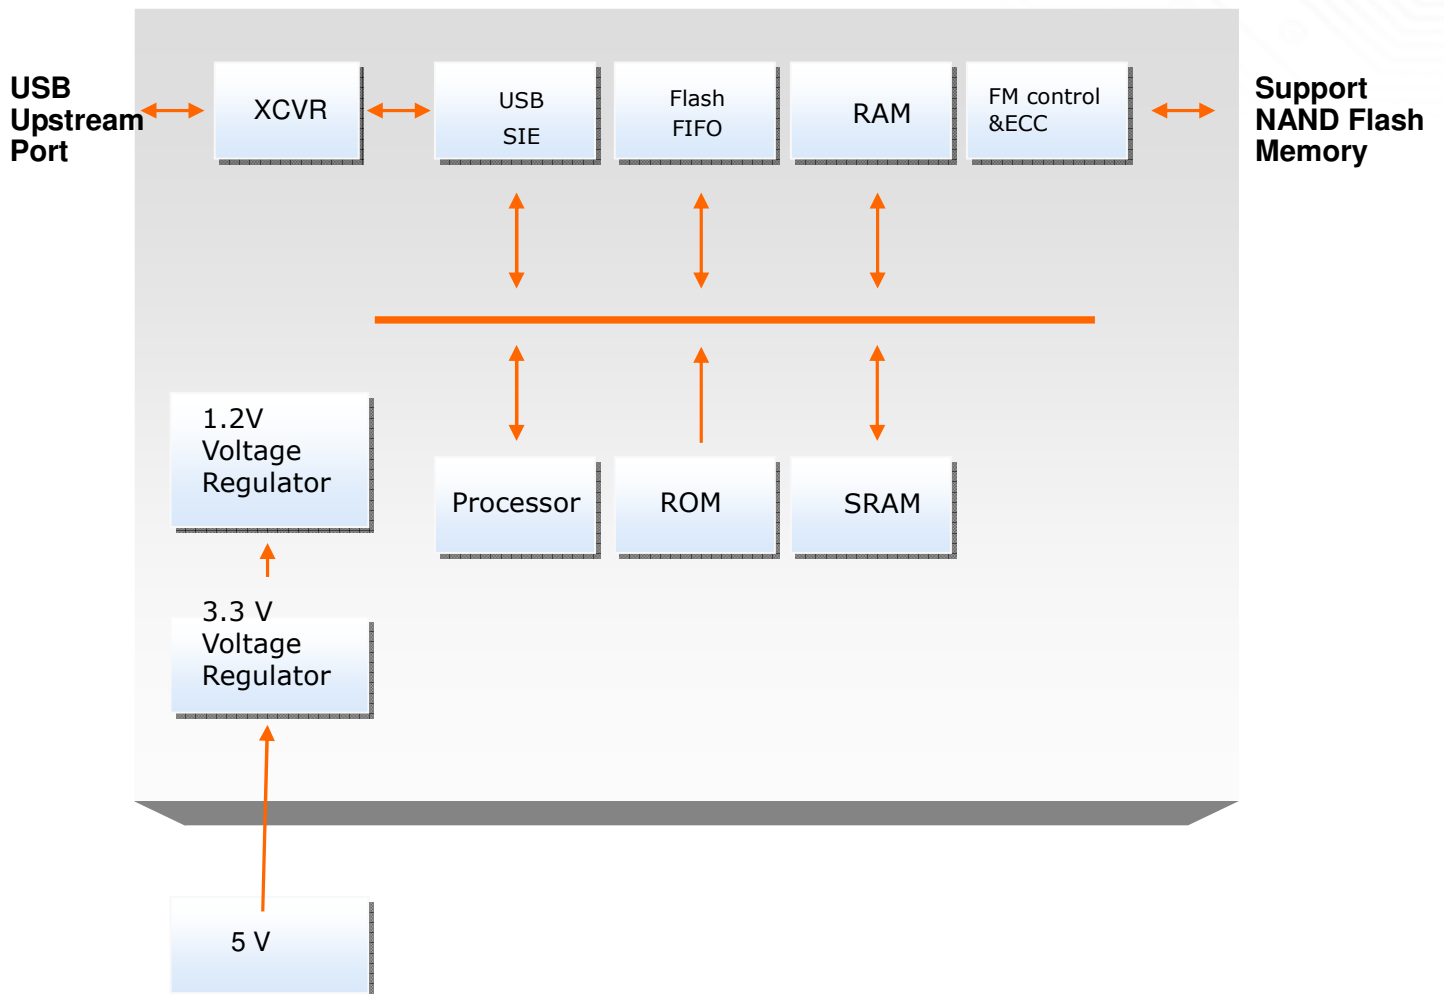 USB
Upstream
Port
XCVR
USB
SIE
Flash
FIFO
RAM
FM control
&ECC
Support
NAND Flash
Memory
1.2V
Voltage
Regulator
Processor
ROM
SRAM
3.3 V
Voltage
Regulator
5 V